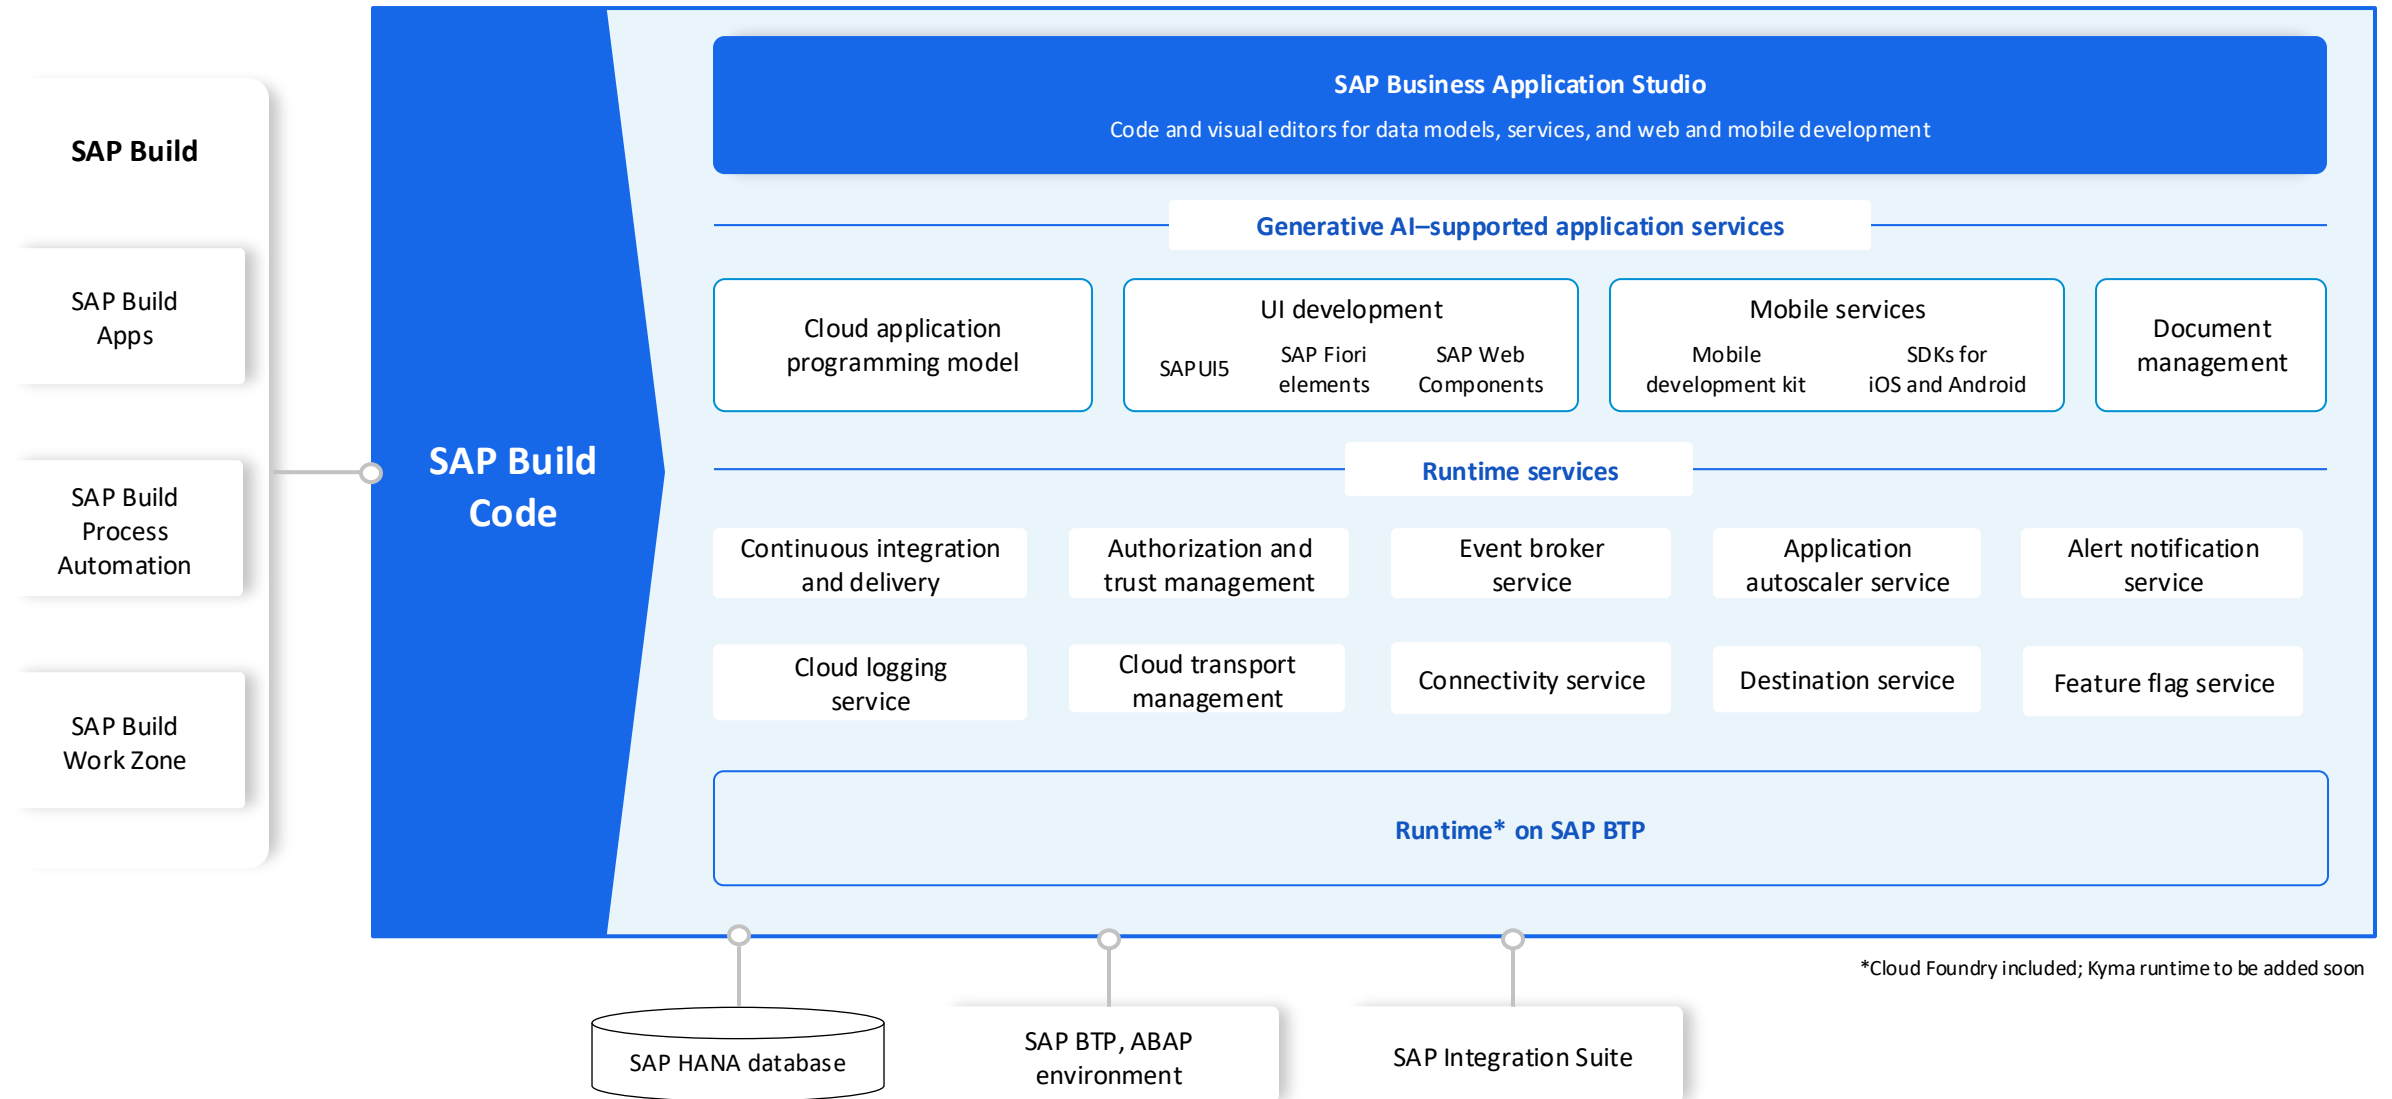 SAP Build
SAP Build
Apps
SAP Build
Process
Automation
SAP Build
Work Zone
SAP Build
Code
SAP Business Application Studio
Code and visual editors for data models, services, and web and mobile development
Generative AI–supported application services
Cloud application
programming model
UI development
SAPUI5
SAP Fiori
elements
SAP Web
Components
Mobile services
Mobile
development kit
SDKs for
iOS and Android
Document
management
Runtime services
Continuous integration
and delivery
Authorization and
trust management
Event broker
service
Application
autoscaler service
Alert notification
service
Cloud logging
service
Cloud transport
management
Connectivity service
Destination service
Feature flag service
Runtime* on SAP BTP
*Cloud Foundry included; Kyma runtime to be added soon
SAP HANA database
SAP BTP, ABAP
environment
SAP Integration Suite